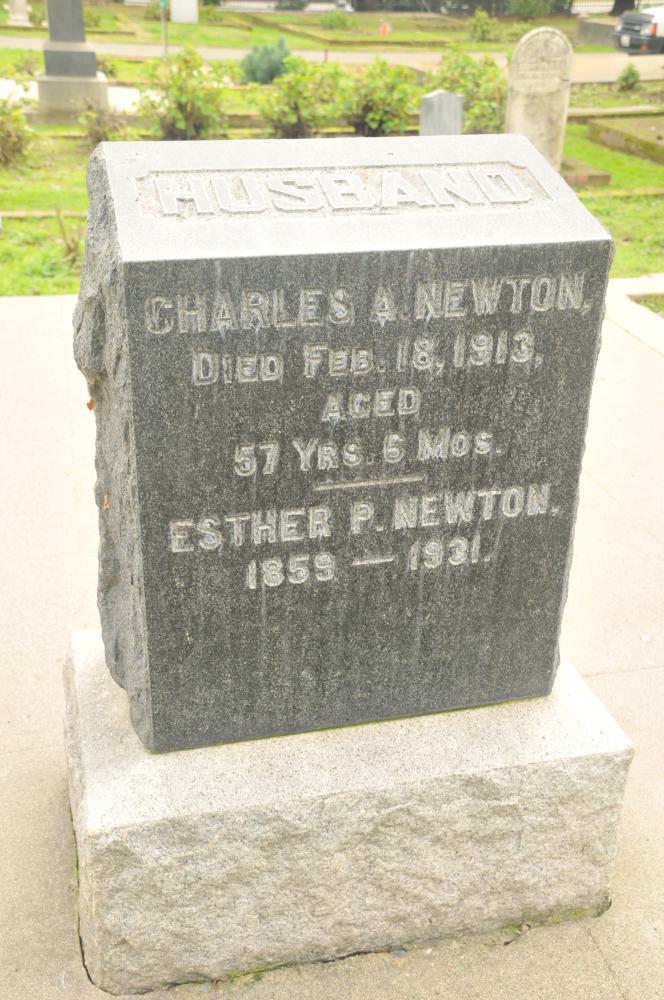 HUSBAND
CHARLES A. NEWTON,
DIED FEB. 18, 1913.
AGED
57 YRS. 6 MOS.
ESTHER P. NEWTON.
1859 — 1931.